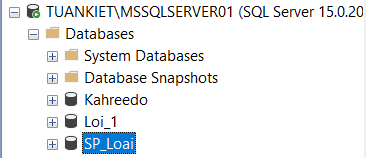 TUANKIET\MSSQLSERVER01 (SQL Server 15.0.20
Databases
System Databases
Database Snapshots
Kahreedo
Loi_1
SP_Loai